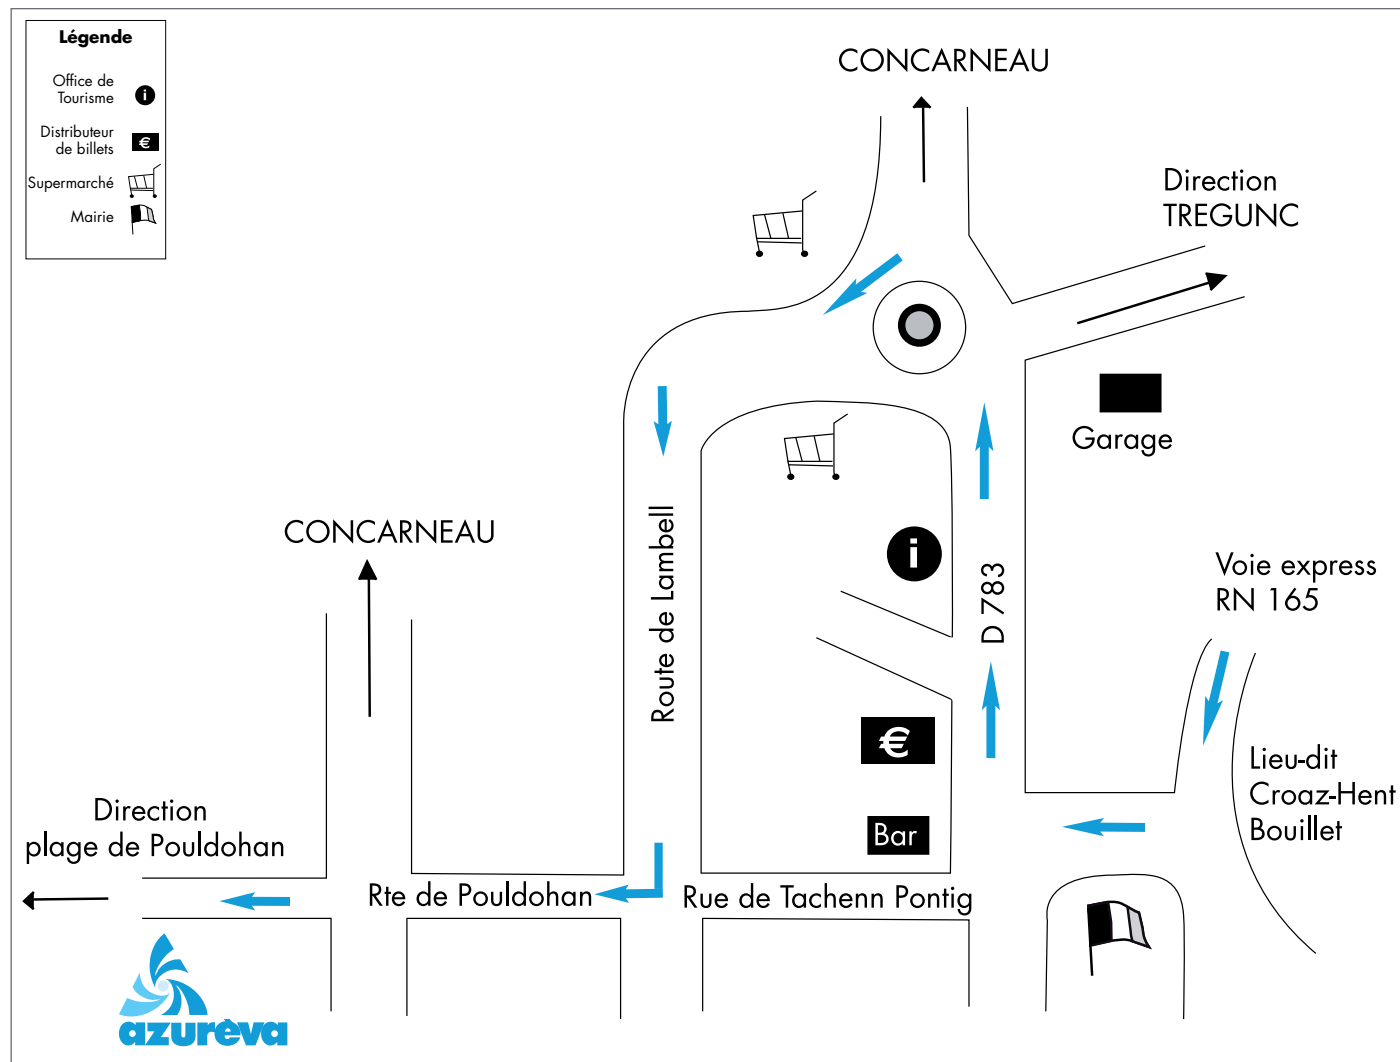 Légende
Office de
Tourisme
i
Distributeur
de billets
€
Supermarché
Mairie
CONCARNEAU
Direction
TREGUNC
Garage
CONCARNEAU
Route de Lambell
i
D 783
Voie express
RN 165
€
Lieu-dit
Croaz-Hent
Bouillet
Bar
Direction
plage de Pouldohan
Rte de Pouldohan
Rue de Tachenn Pontig
azurèva